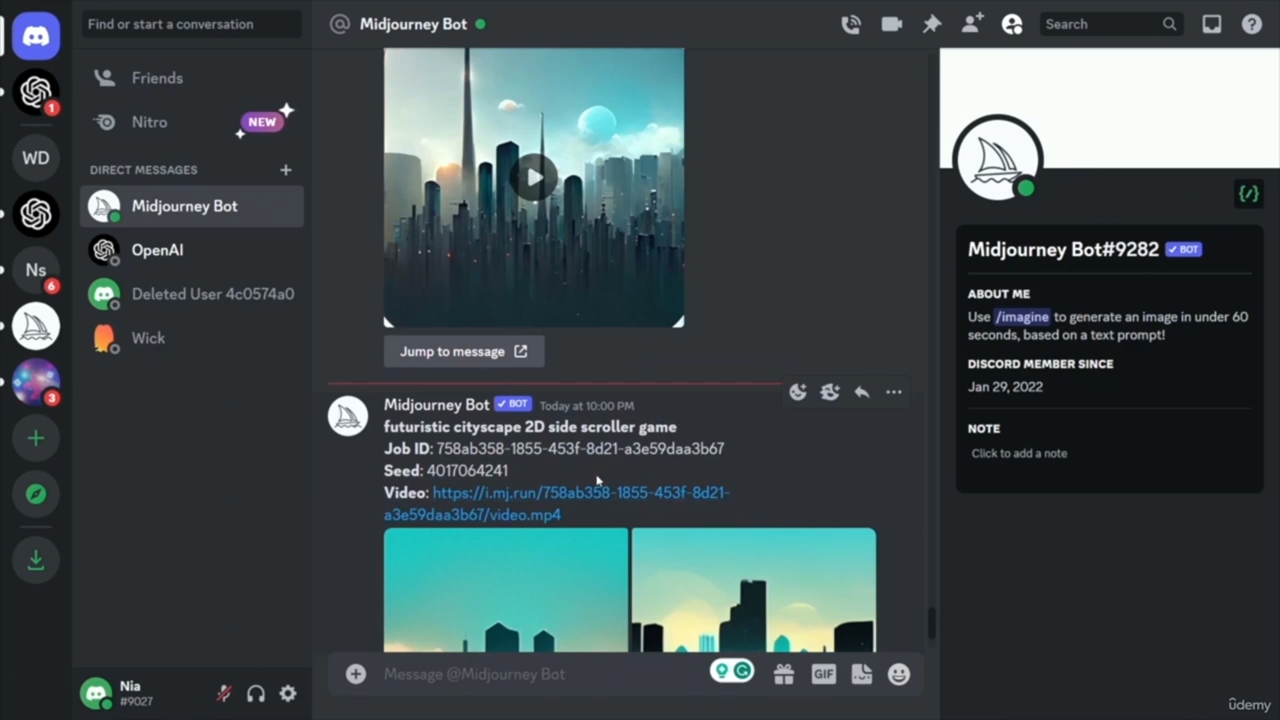 Find or start a conversation
Midjourney Bot
Search
1
Friends
Nitro
NEW
WD
DIRECT MESSAGES
Midjourney Bot
OpenAI
Ns
6
Deleted User 4c0574a0
Wick
3
Jump to message
Midjourney Bot ✓ BOT Today at 10:00 PM
futuristic cityscape 2D side scroller game
Job ID: 758ab358-1855-453f-8d21-a3e59daa3b67
Seed: 4017064241
Video: https://i.mj.run/758ab358-1855-453f-8d21-
a3e59daa3b67/video.mp4
Message @Midjourney Bot
GIF
Nia
#9027
Midjourney Bot#9282 ✓ BOT
ABOUT ME
Use /imagine to generate an image in under 60
seconds, based on a text prompt!
DISCORD MEMBER SINCE
Jan 29, 2022
NOTE
Click to add a note
ûdemy